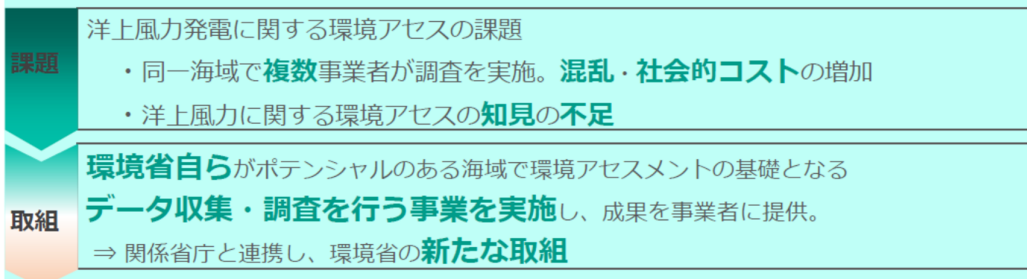 課題
洋上風力発電に関する環境アセスの課題
・同一海域で複数事業者が調査を実施。混乱・社会的コストの増加
・洋上風力に関する環境アセスの知見の不足
取組
環境省自らがポテンシャルのある海域で環境アセスメントの基礎となる
データ収集・調査を行う事業を実施し、成果を事業者に提供。
⇒ 関係省庁と連携し、環境省の新たな取組